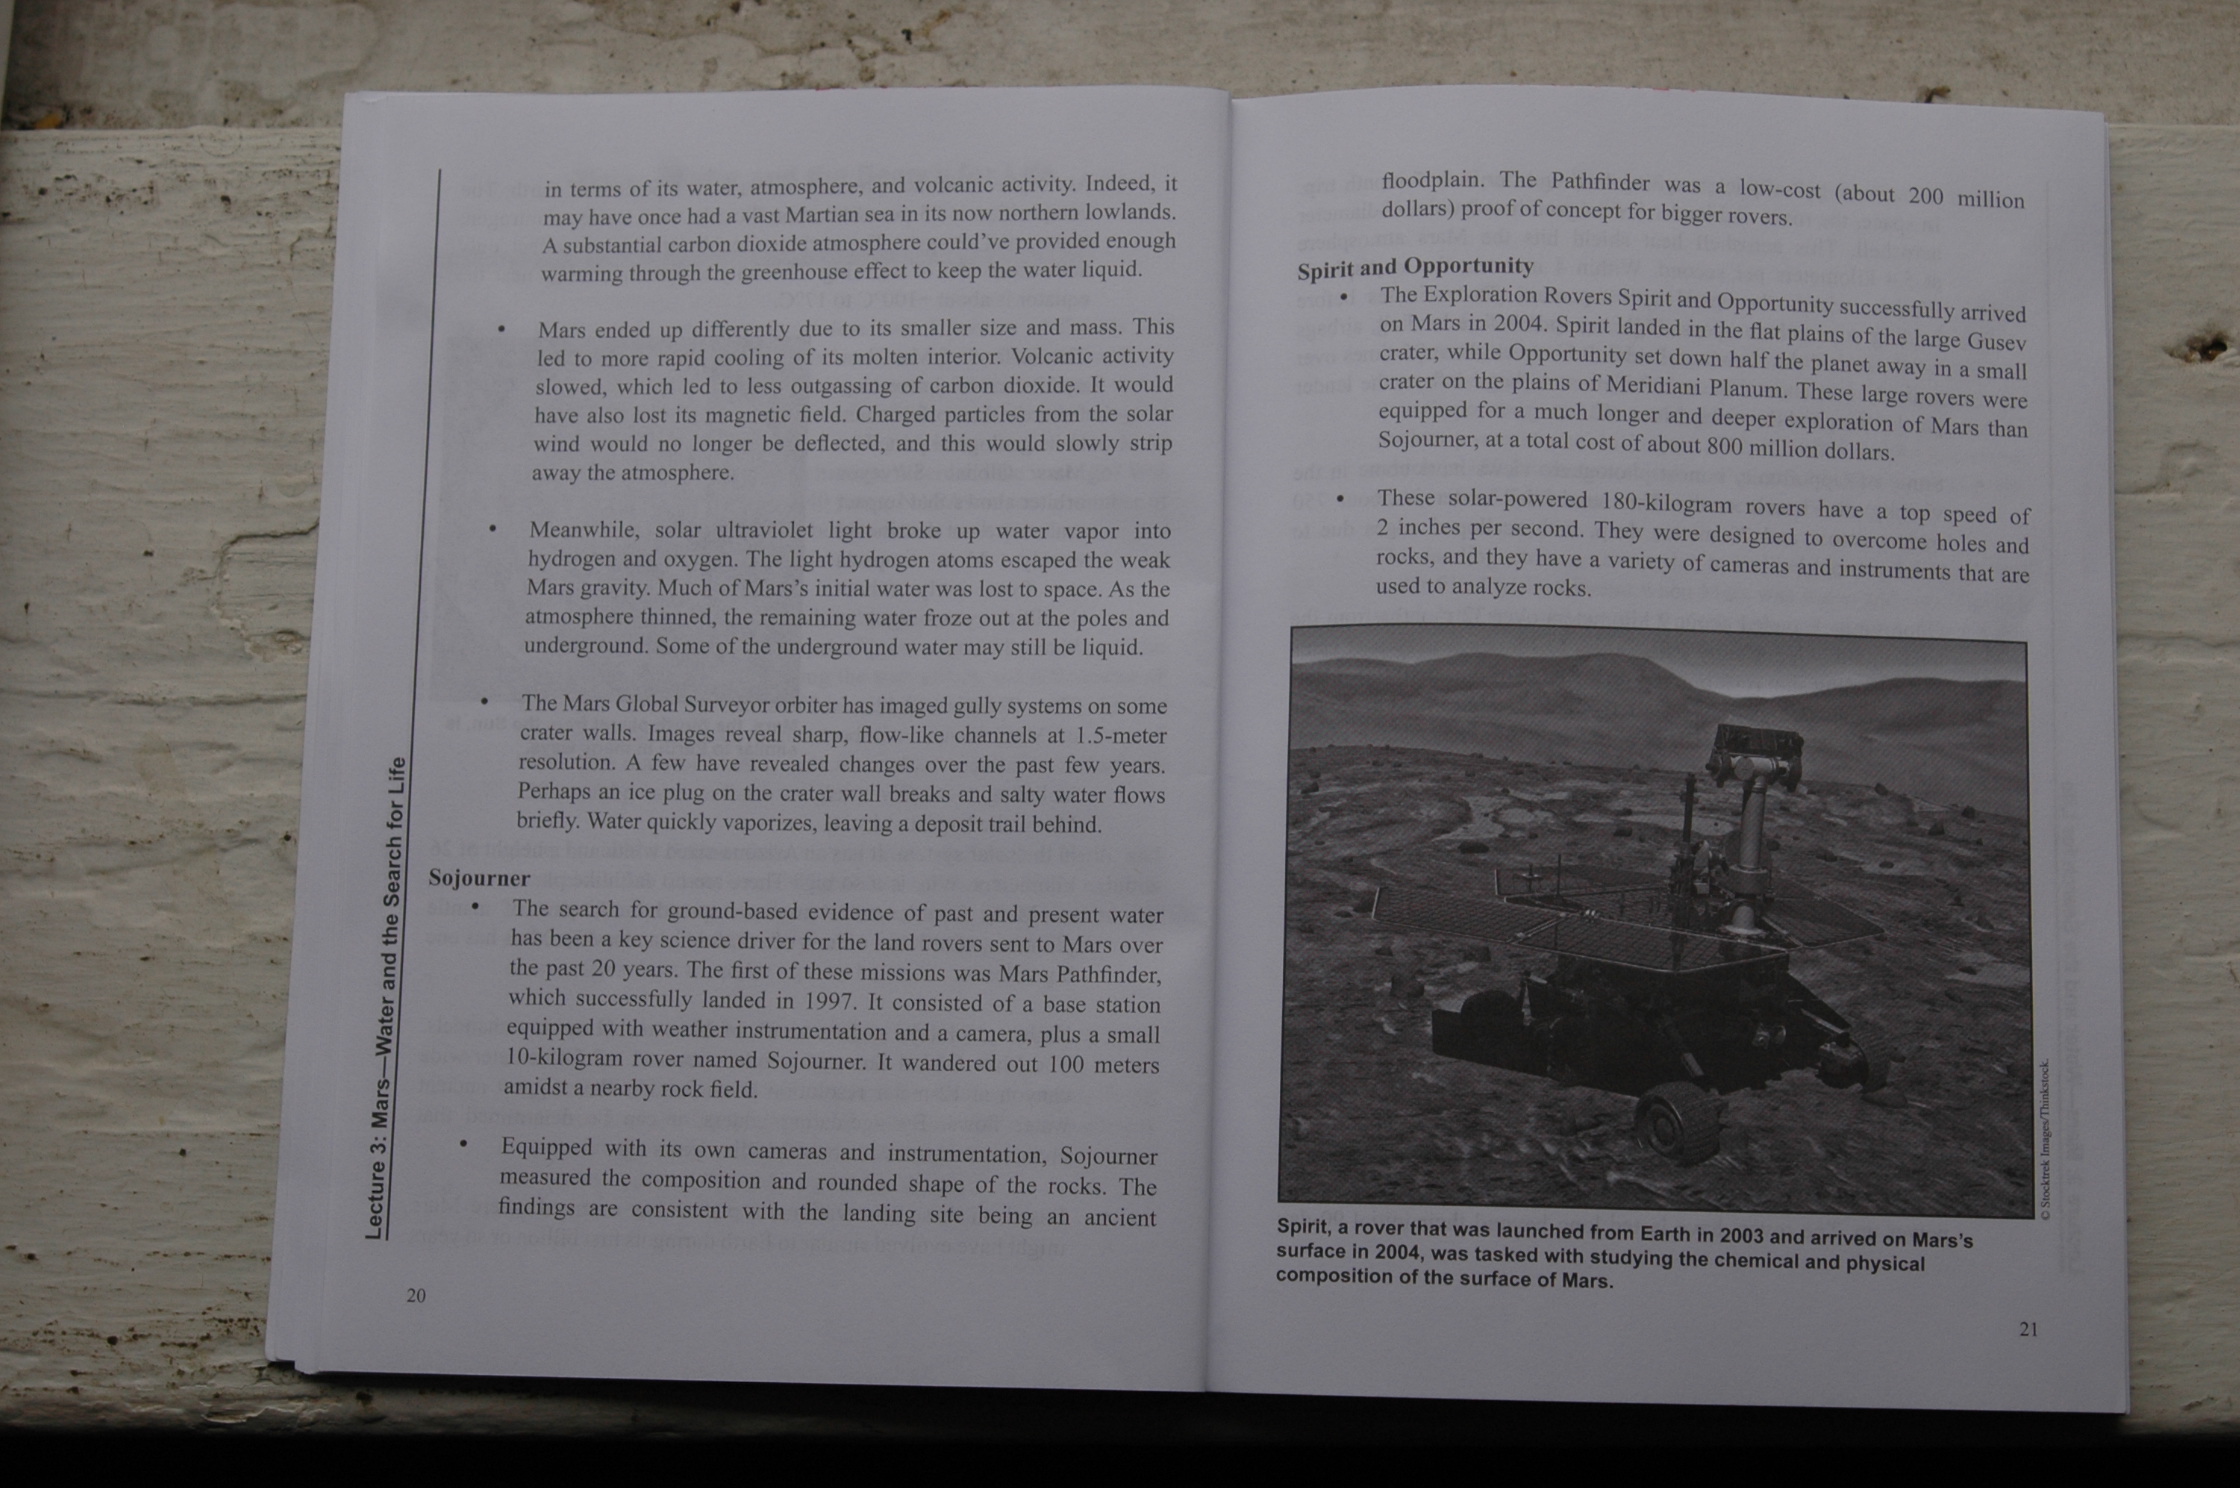 in terms of its water, atmosphere, and volcanic activity. Indeed, it
may have once had a vast Martian sea in its now northern lowlands.
A substantial carbon dioxide atmosphere could've provided enough
warming through the greenhouse effect to keep the water liquid.
• Mars ended up differently due to its smaller size and mass. This
led to more rapid cooling of its molten interior. Volcanic activity
slowed, which led to less outgassing of carbon dioxide. It would
have also lost its magnetic field. Charged particles from the solar
wind would no longer be deflected, and this would slowly strip
away the atmosphere.
• Meanwhile, solar ultraviolet light broke up water vapor into
hydrogen and oxygen. The light hydrogen atoms escaped the weak
Mars gravity. Much of Mars's initial water was lost to space. As the
atmosphere thinned, the remaining water froze out at the poles and
underground. Some of the underground water may still be liquid.
• The Mars Global Surveyor orbiter has imaged gully systems on some
crater walls. Images reveal sharp, flow-like channels at 1.5-meter
resolution. A few have revealed changes over the past few years.
Perhaps an ice plug on the crater wall breaks and salty water flows
briefly. Water quickly vaporizes, leaving a deposit trail behind.
Sojourner
• The search for ground-based evidence of past and present water
has been a key science driver for the land rovers sent to Mars over
the past 20 years. The first of these missions was Mars Pathfinder,
which successfully landed in 1997. It consisted of a base station
equipped with weather instrumentation and a camera, plus a small
10-kilogram rover named Sojourner. It wandered out 100 meters
amidst a nearby rock field.
• Equipped with its own cameras and instrumentation, Sojourner
measured the composition and rounded shape of the rocks. The
findings are consistent with the landing site being an ancient
Lecture 3: Mars—Water and the Search for Life
20
floodplain. The Pathfinder was a low-cost (about 200 million
dollars) proof of concept for bigger rovers.
Spirit and Opportunity
• The Exploration Rovers Spirit and Opportunity successfully arrived
on Mars in 2004. Spirit landed in the flat plains of the large Gusev
crater, while Opportunity set down half the planet away in a small
crater on the plains of Meridiani Planum. These large rovers were
equipped for a much longer and deeper exploration of Mars than
Sojourner, at a total cost of about 800 million dollars.
• These solar-powered 180-kilogram rovers have a top speed of
2 inches per second. They were designed to overcome holes and
rocks, and they have a variety of cameras and instruments that are
used to analyze rocks.
© Stocktrek Images/Thinkstock.
Spirit, a rover that was launched from Earth in 2003 and arrived on Mars's
surface in 2004, was tasked with studying the chemical and physical
composition of the surface of Mars.
21